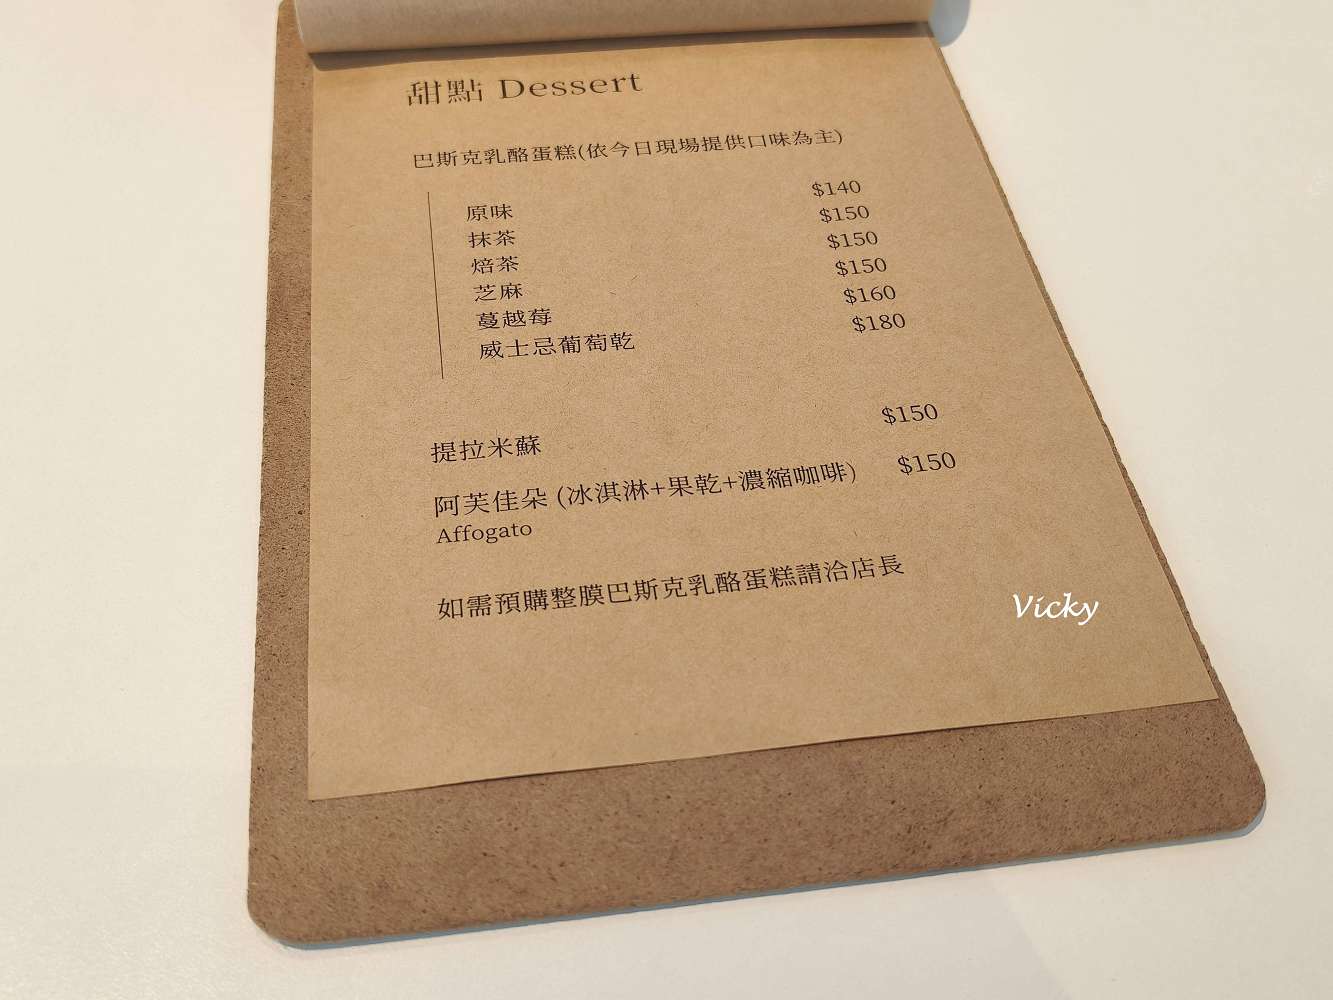 甜點 Dessert
巴斯克乳酪蛋糕(依今日現場提供口味為主)
原味 $140
抹茶 $150
焙茶 $150
芝麻 $150
蔓越莓 $160
威士忌葡萄乾 $180
提拉米蘇 $150
阿芙佳朵 (冰淇淋+果乾+濃縮咖啡) $150
Affogato
如需預購整膜巴斯克乳酪蛋糕請洽店長
Vicky